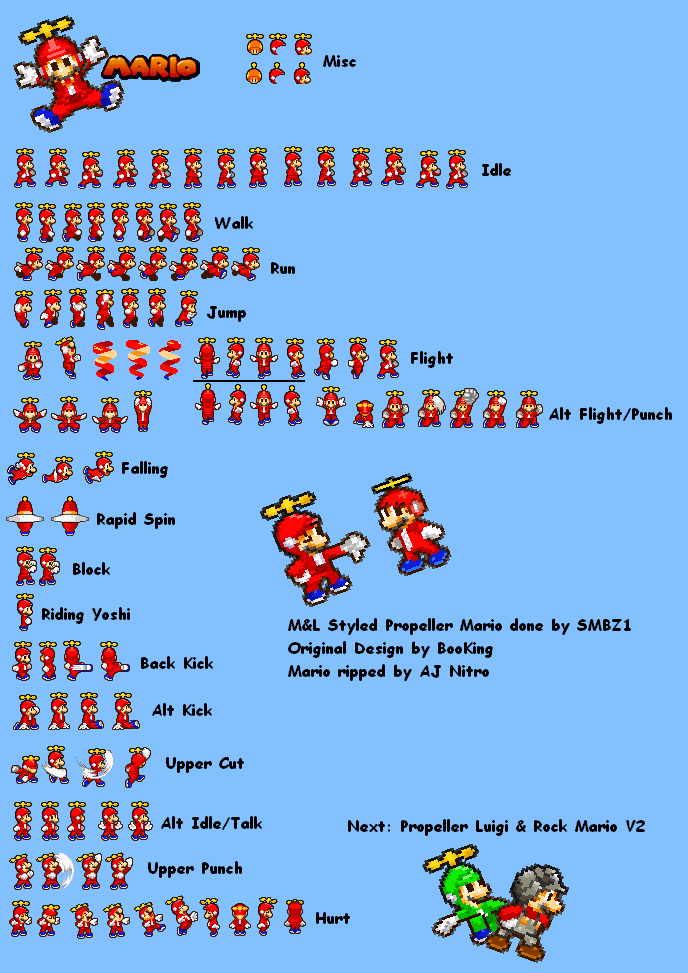 MARIO
Misc
Idle
Walk
Run
Jump
Flight
Alt Flight/Punch
Falling
Rapid Spin
Block
Riding Yoshi
M&L Styled Propeller Mario done by SMBZ1
Original Design by BooKing
Mario ripped by AJ Nitro
Back Kick
Alt Kick
Upper Cut
Alt Idle/Talk
Next: Propeller Luigi & Rock Mario V2
Upper Punch
Hurt